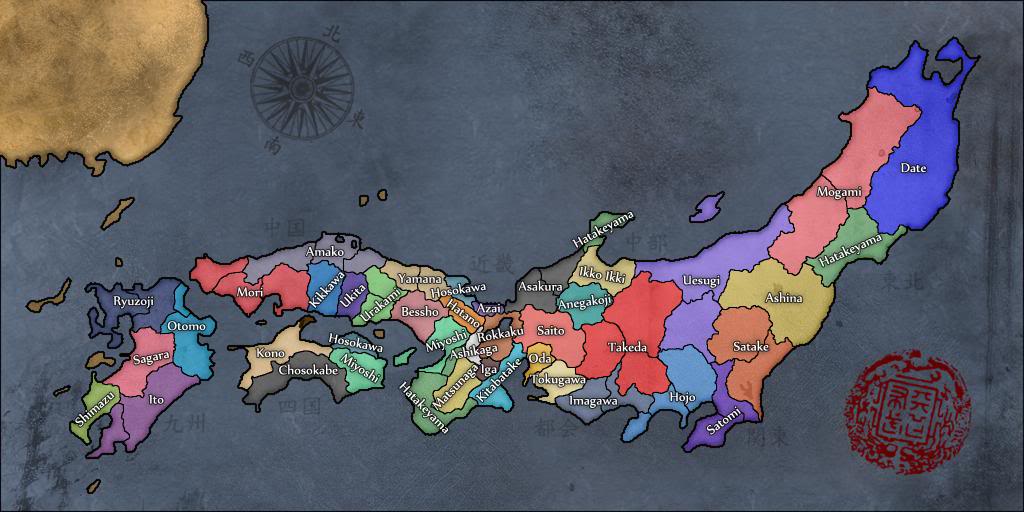 北
西
東
南
中国
近畿
中部
東北
九州
四国
都会
関東
Date
Mogami
Hatakeyama
Hatakeyama
Uesugi
Ashina
Ikko Ikki
Anegakoji
Asakura
Amako
Yamana
Hosokawa
Mori
Kikkawa
Ukita
Urakami
Bessho
Hatano
Azai
Ryuzoji
Otomo
Saito
Takeda
Satake
Rokkaku
Miyoshi
Ashikaga
Hosokawa
Kono
Chosokabe
Miyoshi
Sagara
Oda
Iga
Tokugawa
Kitabatake
Matsunaga
Hatakeyama
Imagawa
Hojo
Satomi
Ito
Shimazu